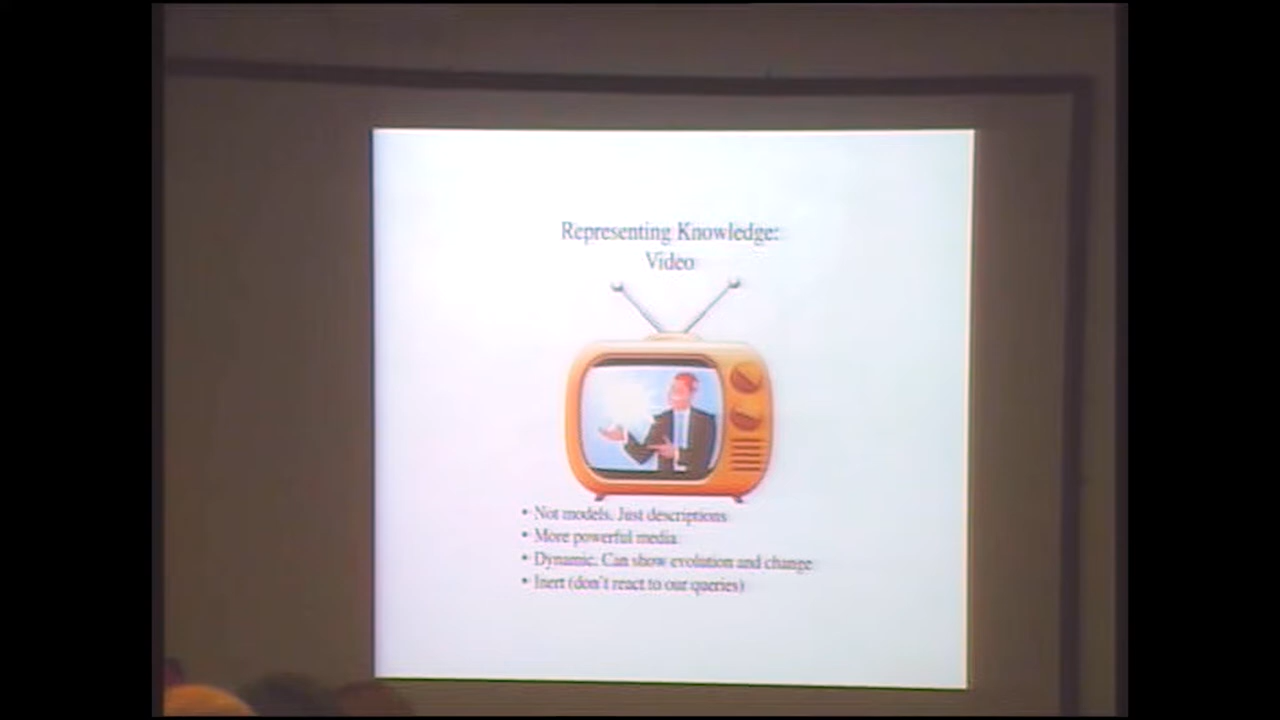 Representing Knowledge:
Video
• Not models. Just descriptions
• More powerful media
• Dynamic. Can show evolution and change
• Inert (don't react to our queries)